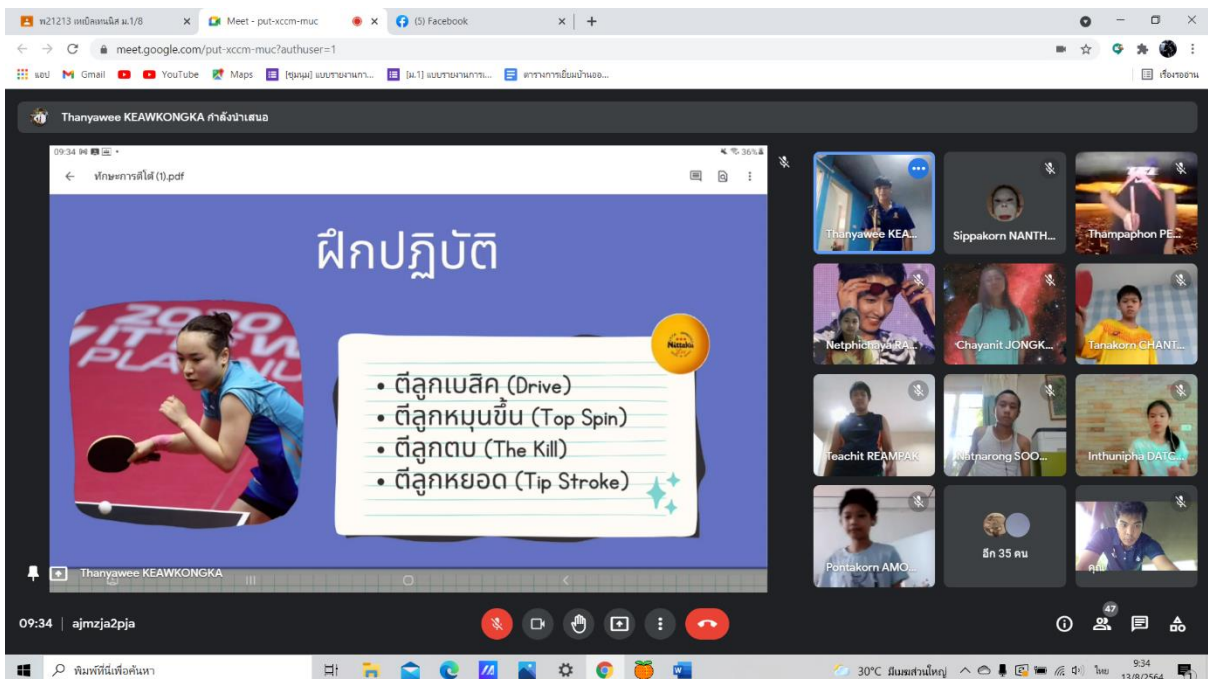 พ21213 เทเบิลเทนนิส ม.1/8
Meet - put-xccm-muc
(5) Facebook
meet.google.com/put-xccm-muc?authuser=1
แอป
Gmail
YouTube
Maps
[ชุมนุม] แบบรายงานกา...
[ม.1] แบบรายงานการเ...
ตารางการเยี่ยมบ้านออ...
เรื่องรออ่าน
Thanyawee KEAWKONGKA กำลังนำเสนอ
09:34
36%
ทักษะการตีโต้ (1).pdf
ฝึกปฏิบัติ
2020
PLA
Nittaku
• ตีลูกเบสิค (Drive)
• ตีลูกหมุนขึ้น (Top Spin)
• ตีลูกตบ (The Kill)
• ตีลูกหยอด (Tip Stroke)
Thanyawee KEAWKONGKA
Thanyawee KEA...
Sippakorn NANTH...
Thampaphon PE...
Netphichaya RA...
Chayanit JONGK...
Tanakorn CHANT...
Teachit REAMPAK
Natnarong SOO...
Inthunipha DATC...
Pontakorn AMO...
อีก 35 คน
คุณ
09:34 | ajmzja2pja
47
พิมพ์ที่นี่เพื่อค้นหา
30°C มีเมฆส่วนใหญ่
ไทย
9:34
13/8/2564